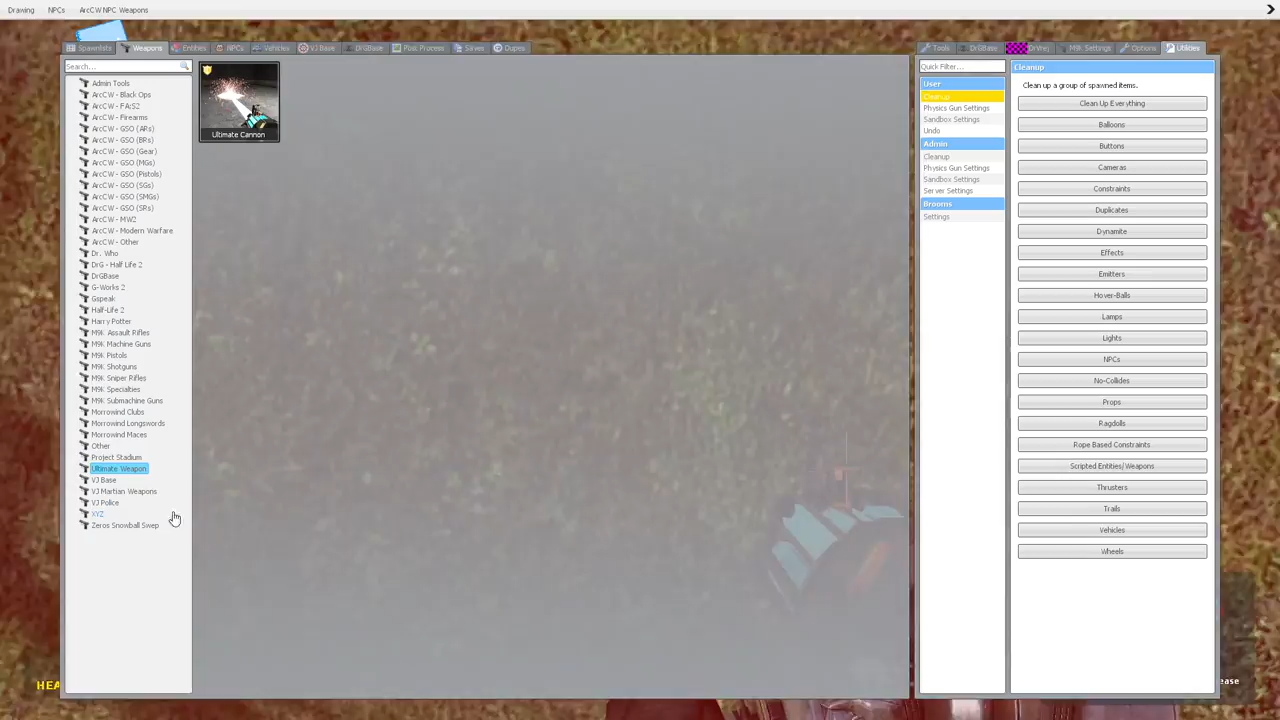 Drawing NPCs ArcCW NPC Weapons
Spawnlists Weapons Entities NPCs Vehicles VJ Base DrGBase Post Process Saves Dupes
Tools DrGBase DrVrej M9K Settings Options Utilities
Search...
Admin Tools
ArcCW - Black Ops
ArcCW - FA:S2
ArcCW - Firearms
ArcCW - GSO (ARs)
ArcCW - GSO (BRs)
ArcCW - GSO (Gear)
ArcCW - GSO (MGs)
ArcCW - GSO (Pistols)
ArcCW - GSO (SGs)
ArcCW - GSO (SMGs)
ArcCW - GSO (SRs)
ArcCW - MW2
ArcCW - Modern Warfare
ArcCW - Other
Dr. Who
DrG - Half Life 2
DrGBase
G-Works 2
Gspeak
Half-Life 2
Harry Potter
M9K Assault Rifles
M9K Machine Guns
M9K Pistols
M9K Shotguns
M9K Sniper Rifles
M9K Specialties
M9K Submachine Guns
Morrowind Clubs
Morrowind Longswords
Morrowind Maces
Other
Project Stadium
Ultimate Weapon
VJ Base
VJ Martian Weapons
VJ Police
XYZ
Zeros Snowball Swep
Ultimate Cannon
Quick Filter...
User
Cleanup
Physics Gun Settings
Sandbox Settings
Undo
Admin
Cleanup
Physics Gun Settings
Sandbox Settings
Server Settings
Brooms
Settings
Cleanup
Clean up a group of spawned items.
Clean Up Everything
Balloons
Buttons
Cameras
Constraints
Duplicates
Dynamite
Effects
Emitters
Hover-Balls
Lamps
Lights
NPCs
No-Collides
Props
Ragdolls
Rope Based Constraints
Scripted Entities/Weapons
Thrusters
Trails
Vehicles
Wheels
HEA
ease